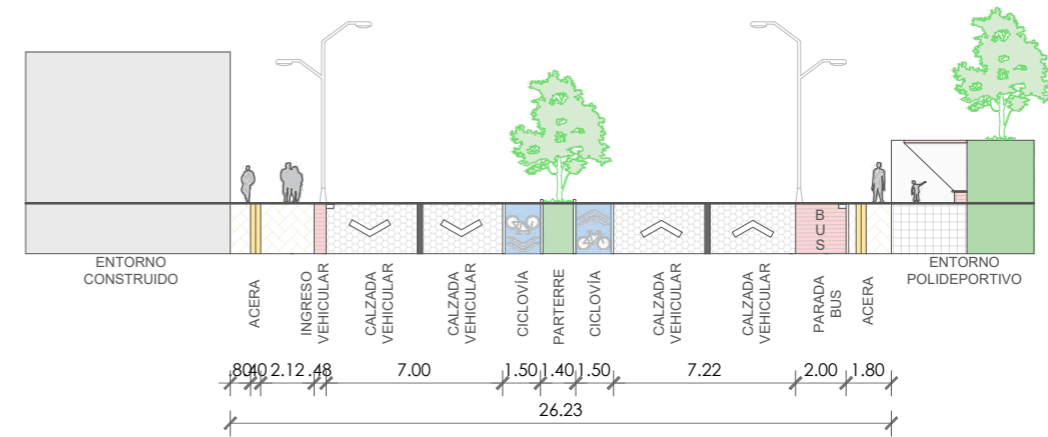 BUS
ENTORNO
CONSTRUIDO
ACERA
INGRESO
VEHICULAR
CALZADA
VEHICULAR
CALZADA
VEHICULAR
CICLOVÍA
PARTERRE
CICLOVÍA
CALZADA
VEHICULAR
CALZADA
VEHICULAR
PARADA
BUS
ACERA
ENTORNO
POLIDEPORTIVO
.80 .40 2.12 .48 7.00 1.50 1.40 1.50 7.22 2.00 1.80
26.23